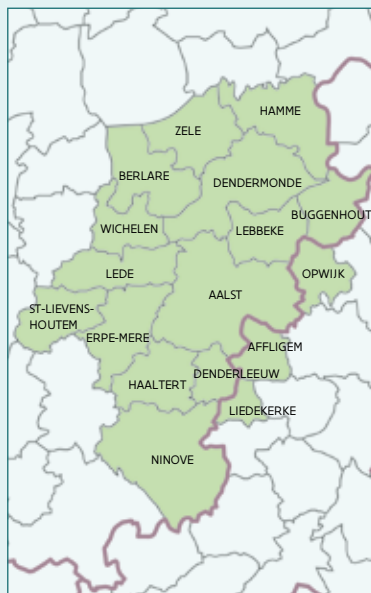 HAMME
ZELE
BERLARE
DENDERMONDE
BUGGENHOUT
WICHELEN
LEBBEKE
LEDE
OPWIJK
AALST
ST-LIEVENS-
HOUTEM
ERPE-MERE
AFFLIGEM
DENDERLEEUW
HAALTERT
LIEDEKERKE
NINOVE